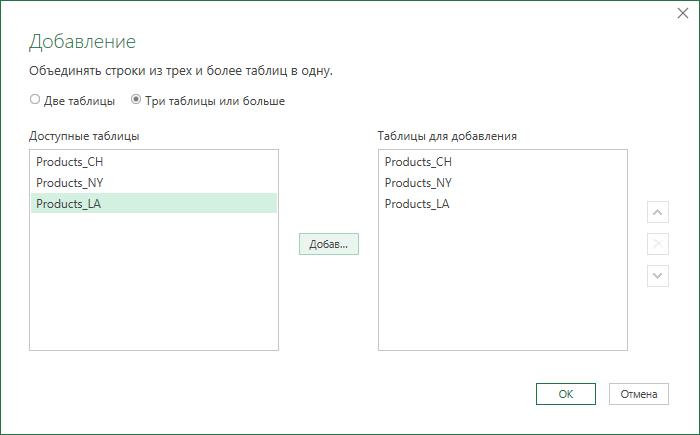 Добавление
Объединять строки из трех и более таблиц в одну.
Две таблицы
Три таблицы или больше
Доступные таблицы
Products_CH
Products_NY
Products_LA
Добав...
Таблицы для добавления
Products_CH
Products_NY
Products_LA
ОК
Отмена